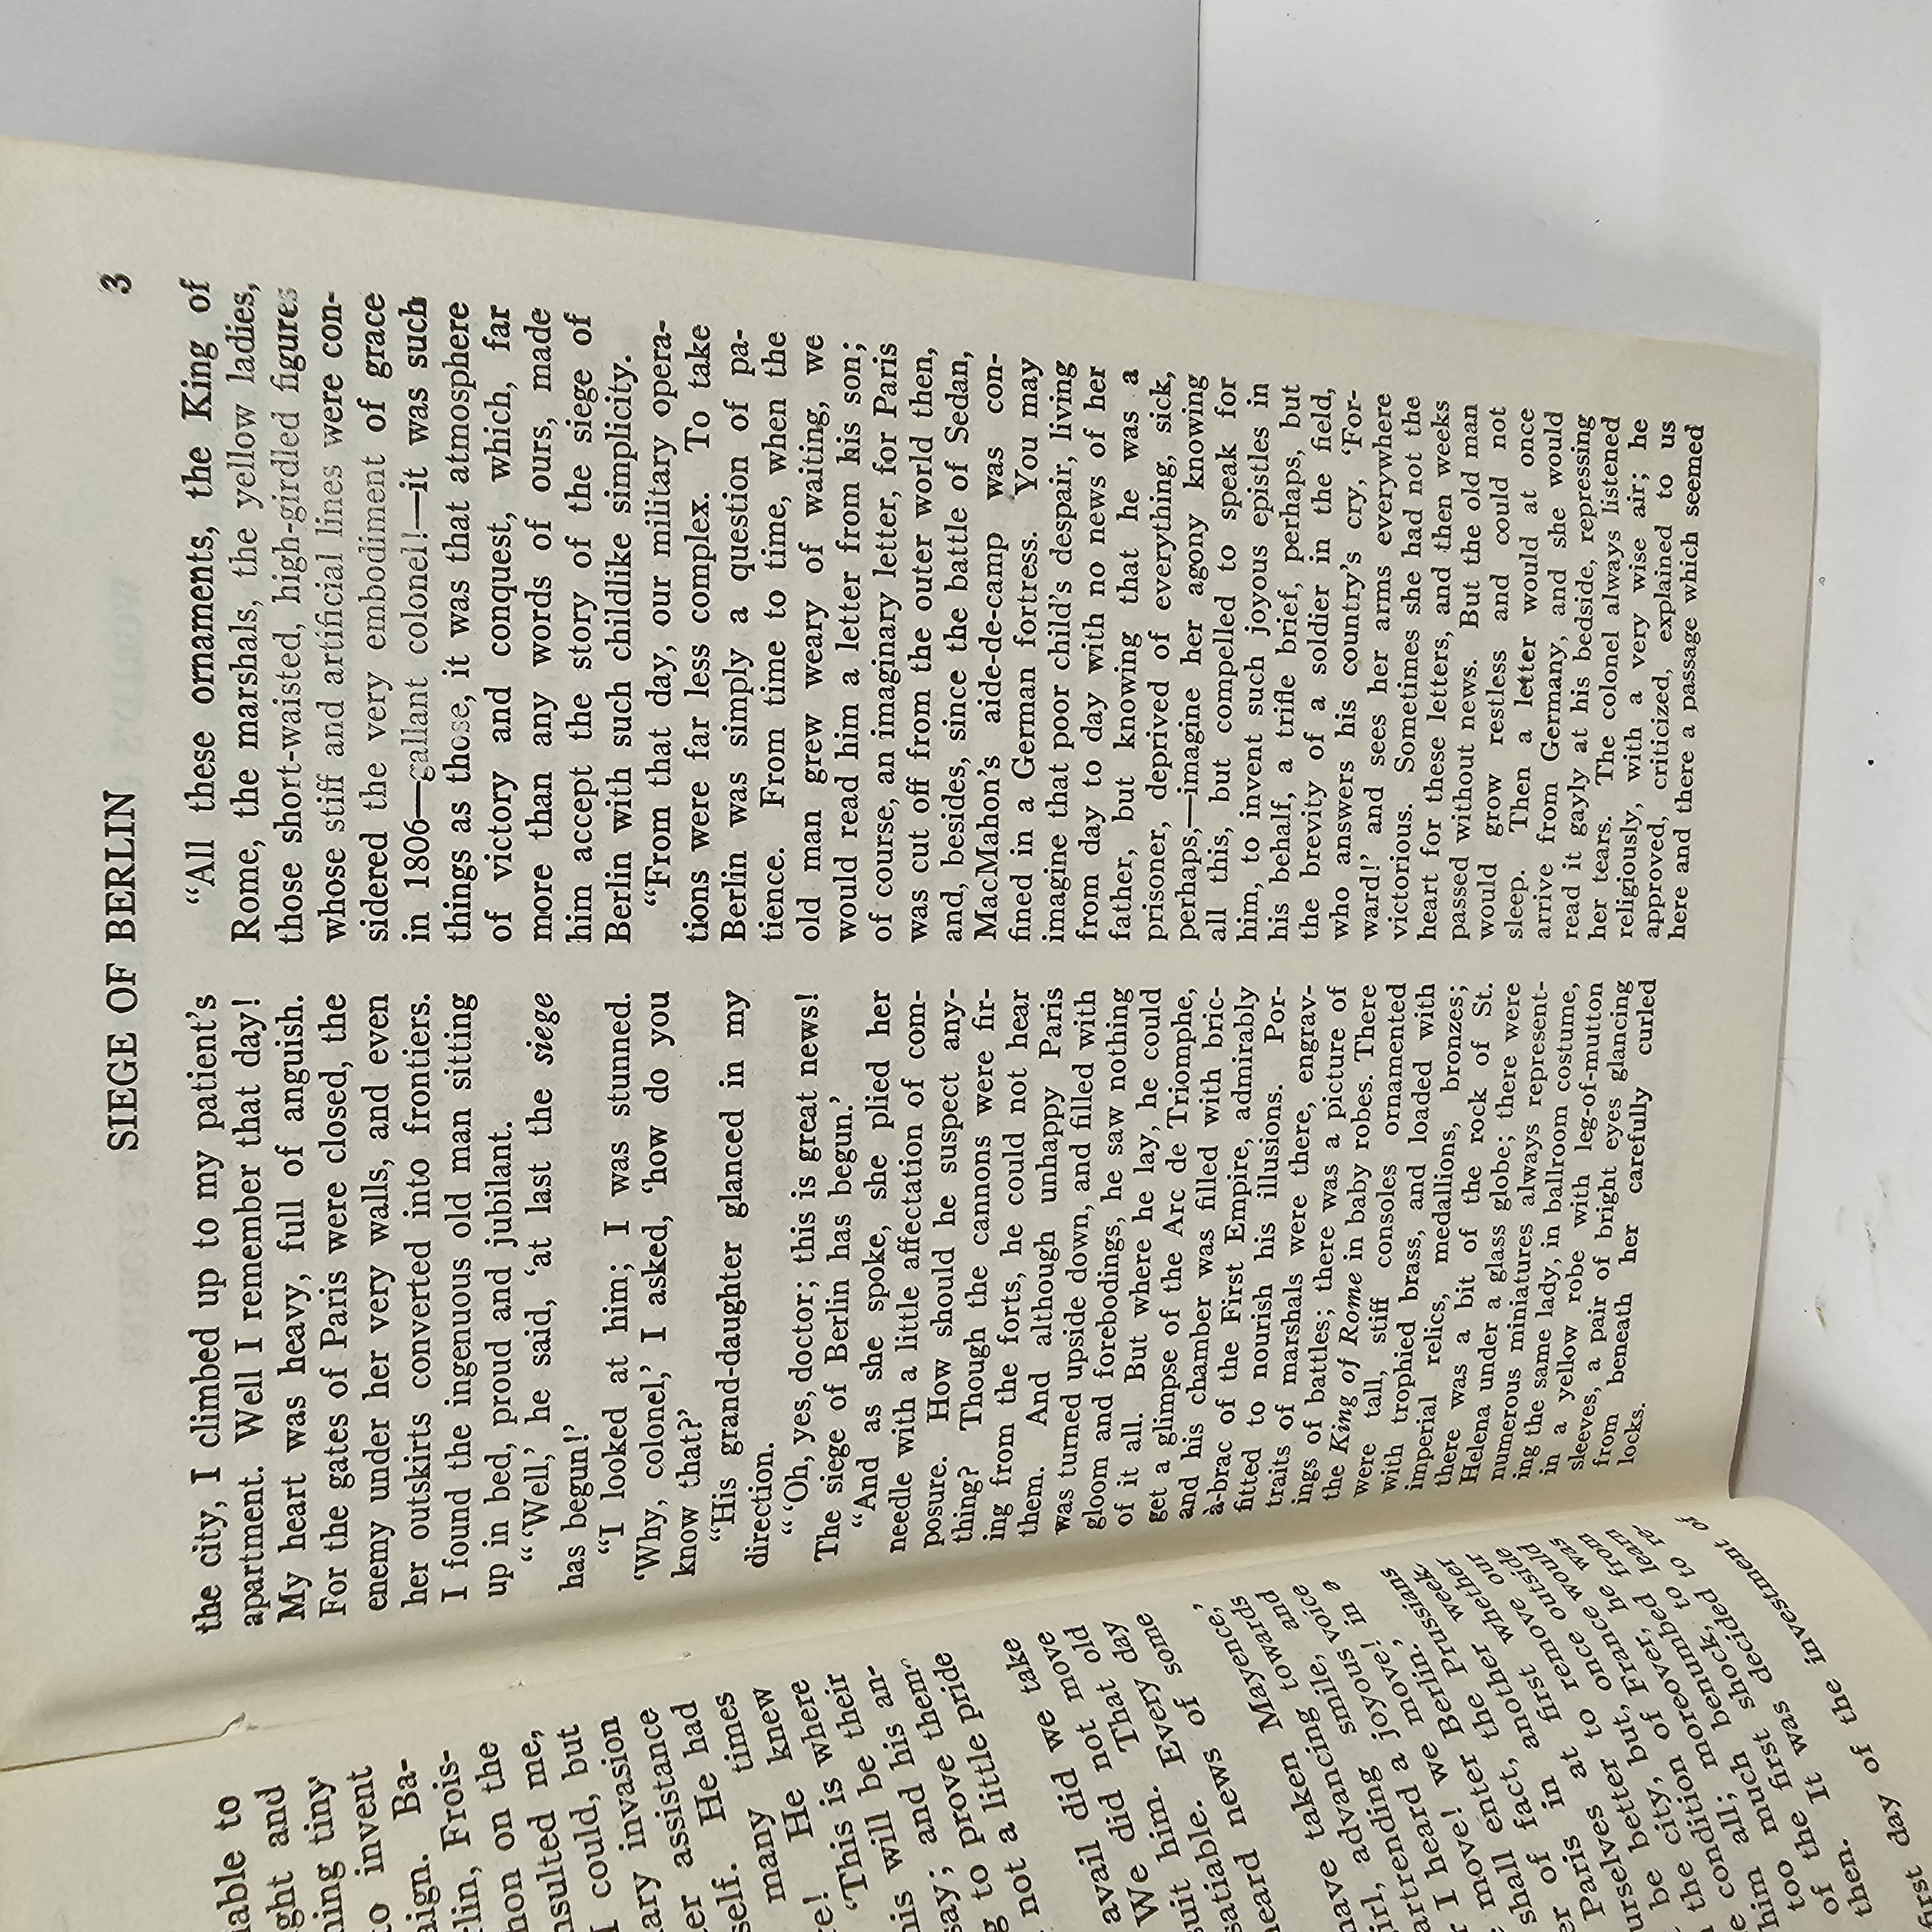 iable to
ght and
ning tiny
to invent
aign. Ba-
rlin, Frois-
hon on the
nsulted me,
I could, but
ary invasion
er assistance
self. He had
many times
re! He knew
'This is where
his will be their
say; and his an-
g to prove them-
not a little pride
avail did we take
We did not move
suit him. That old
satiable. Every day
heard news of some
have taken Mayence,'
irl, advancing towards
artrending smile, and
r I heard a joyous voice
move! we move! in a
shall enter Berlin.'
er of fact, the Prussians
Paris in another week.
urselves at first whether
be better to remove our
the city, but, once outside
e condition of France would
him all; moreover, he was
too much benumbed from
of the first shock, to learn
then. It was decided to re-
first day of the investment of
SIEGE OF BERLIN 3
the city, I climbed up to my patient's
apartment. Well I remember that day!
My heart was heavy, full of anguish.
For the gates of Paris were closed, the
enemy under her very walls, and even
her outskirts converted into frontiers.
I found the ingenuous old man sitting
up in bed, proud and jubilant.
"'Well,' he said, 'at last the siege
has begun!'
"I looked at him; I was stunned.
'Why, colonel,' I asked, 'how do you
know that?'
"His grand-daughter glanced in my
direction.
"'Oh, yes, doctor; this is great news!
The siege of Berlin has begun.'
"And as she spoke, she plied her
needle with a little affectation of com-
posure. How should he suspect any-
thing? Though the cannons were fir-
ing from the forts, he could not hear
them. And although unhappy Paris
was turned upside down, and filled with
gloom and forebodings, he saw nothing
of it all. But where he lay, he could
get a glimpse of the Arc de Triomphe,
and his chamber was filled with bric-
à-brac of the First Empire, admirably
fitted to nourish his illusions. Por-
traits of marshals were there, engrav-
ings of battles; there was a picture of
the King of Rome in baby robes. There
were tall, stiff consoles ornamented
with trophied brass, and loaded with
imperial relics, medallions, bronzes;
there was a bit of the rock of St.
Helena under a glass globe; there were
numerous miniatures always represent-
ing the same lady, in ballroom costume,
in a yellow robe with leg-of-mutton
sleeves, a pair of bright eyes glancing
from beneath her carefully curled
locks.
"All these ornaments, the King of
Rome, the marshals, the yellow ladies,
those short-waisted, high-girdled figures
whose stiff and artificial lines were con-
sidered the very embodiment of grace
in 1806—gallant colonel!—it was such
things as those, it was that atmosphere
of victory and conquest, which, far
more than any words of ours, made
him accept the story of the siege of
Berlin with such childlike simplicity.
"From that day, our military opera-
tions were far less complex. To take
Berlin was simply a question of pa-
tience. From time to time, when the
old man grew weary of waiting, we
would read him a letter from his son;
of course, an imaginary letter, for Paris
was cut off from the outer world then,
and, besides, since the battle of Sedan,
MacMahon's aide-de-camp was con-
fined in a German fortress. You may
imagine that poor child's despair, living
from day to day with no news of her
father, but knowing that he was a
prisoner, deprived of everything, sick,
perhaps,—imagine her agony knowing
all this, but compelled to speak for
him, to invent such joyous epistles in
his behalf, a trifle brief, perhaps, but
the brevity of a soldier in the field,
who answers his country's cry, 'For-
ward!' and sees her arms everywhere
victorious. Sometimes she had not the
heart for these letters, and then weeks
passed without news. But the old man
would grow restless and could not
sleep. Then a letter would at once
arrive from Germany, and she would
read it gayly at his bedside, repressing
her tears. The colonel always listened
religiously, with a very wise air; he
approved, criticized, explained to us
here and there a passage which seemed